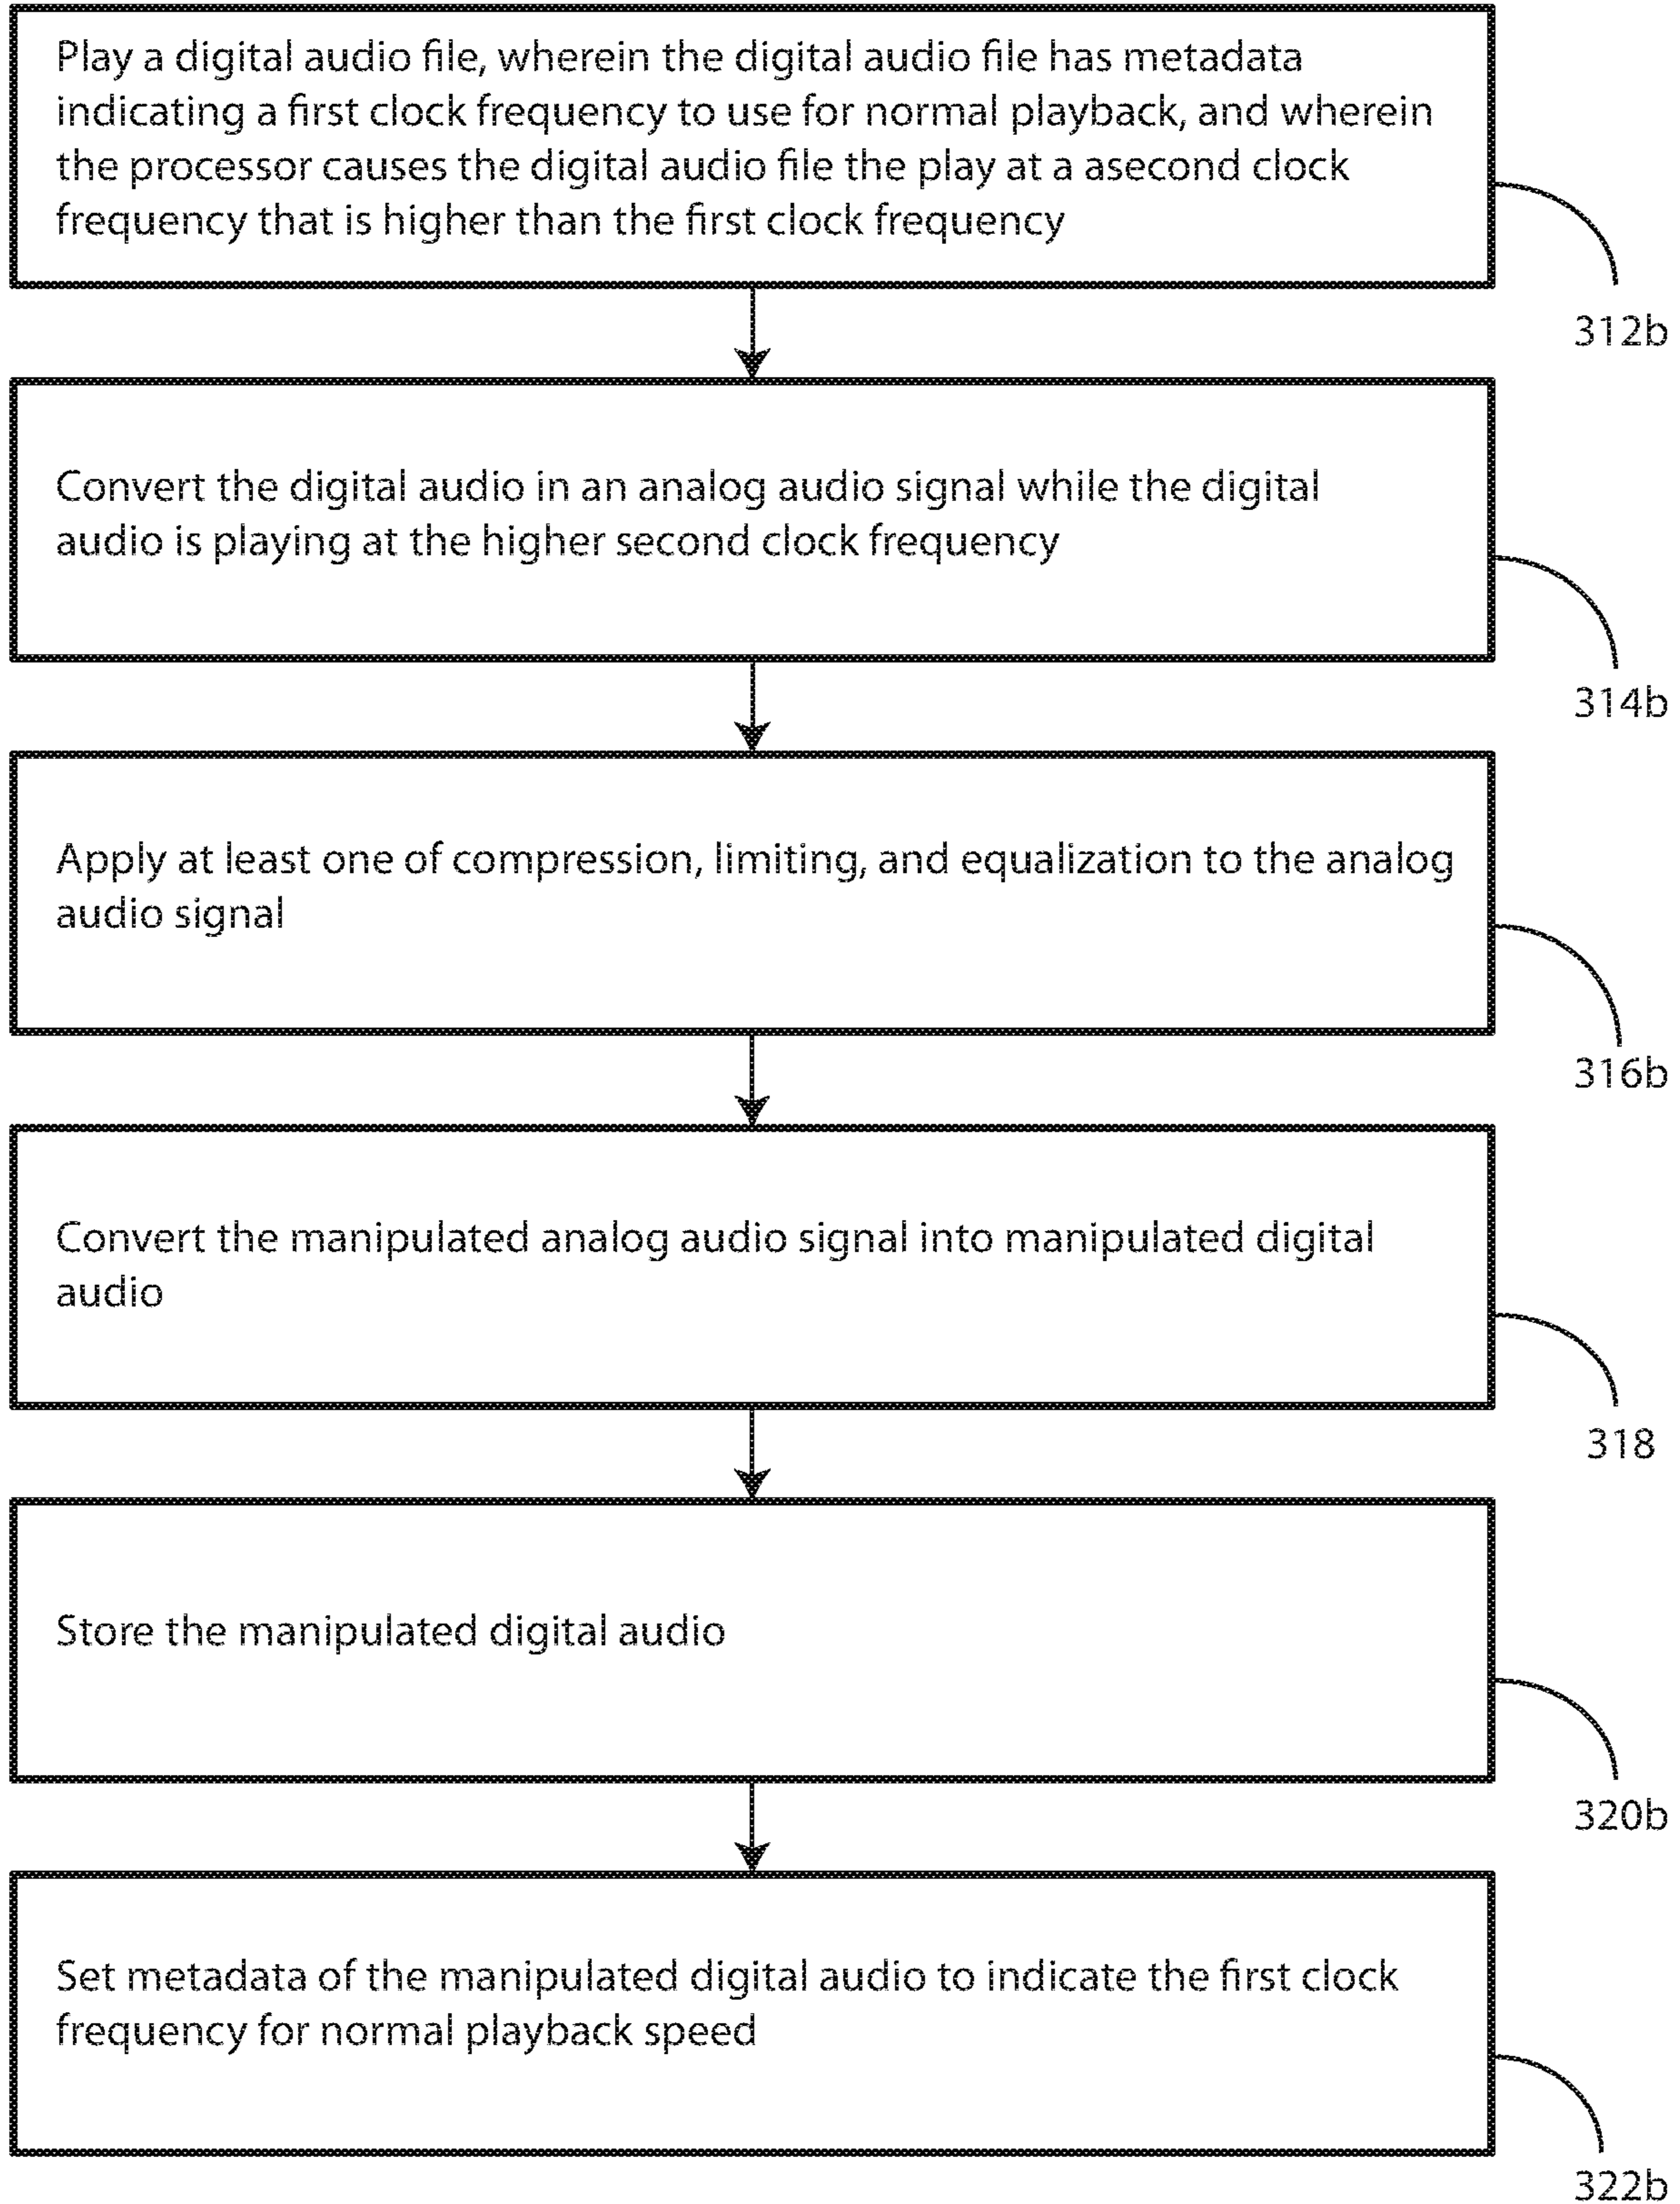 Play a digital audio file, wherein the digital audio file has metadata
indicating a first clock frequency to use for normal playback, and wherein
the processor causes the digital audio file the play at a asecond clock
frequency that is higher than the first clock frequency
312b
Convert the digital audio in an analog audio signal while the digital
audio is playing at the higher second clock frequency
314b
Apply at least one of compression, limiting, and equalization to the analog
audio signal
316b
Convert the manipulated analog audio signal into manipulated digital
audio
318
Store the manipulated digital audio
320b
Set metadata of the manipulated digital audio to indicate the first clock
frequency for normal playback speed
322b